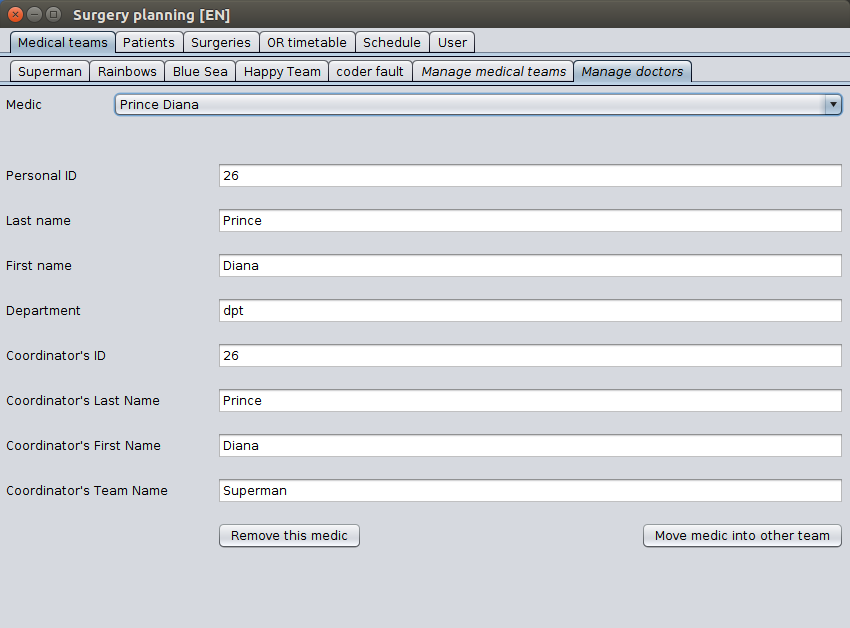 Surgery planning [EN]
Medical teams Patients Surgeries OR timetable Schedule User
Superman Rainbows Blue Sea Happy Team coder fault Manage medical teams Manage doctors
Medic Prince Diana
Personal ID 26
Last name Prince
First name Diana
Department dpt
Coordinator's ID 26
Coordinator's Last Name Prince
Coordinator's First Name Diana
Coordinator's Team Name Superman
Remove this medic Move medic into other team